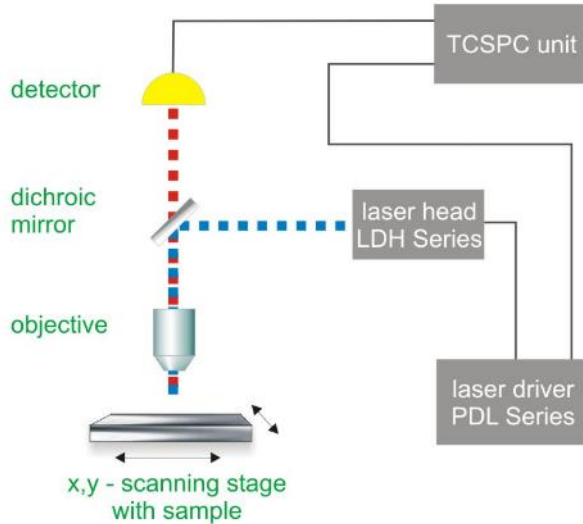 TCSPC unit
detector
dichroic
mirror
laser head
LDH Series
objective
laser driver
PDL Series
x,y - scanning stage
with sample